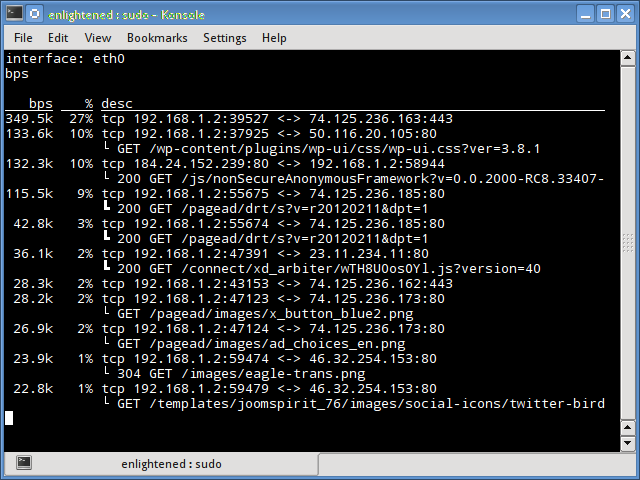 enlightened : sudo – Konsole
File Edit View Bookmarks Settings Help
interface: eth0
bps
bps % desc
349.5k 27% tcp 192.168.1.2:39527 <-> 74.125.236.163:443
133.6k 10% tcp 192.168.1.2:37925 <-> 50.116.20.105:80
└ GET /wp-content/plugins/wp-ui/css/wp-ui.css?ver=3.8.1
132.3k 10% tcp 184.24.152.239:80 <-> 192.168.1.2:58944
└ 200 GET /js/nonSecureAnonymousFramework?v=0.0.2000-RC8.33407-
115.5k 9% tcp 192.168.1.2:55675 <-> 74.125.236.185:80
┗ 200 GET /pagead/drt/s?v=r20120211&dpt=1
42.8k 3% tcp 192.168.1.2:55674 <-> 74.125.236.185:80
┗ 200 GET /pagead/drt/s?v=r20120211&dpt=1
36.1k 2% tcp 192.168.1.2:47391 <-> 23.11.234.11:80
┗ 200 GET /connect/xd_arbiter/wTH8U0osOYl.js?version=40
28.3k 2% tcp 192.168.1.2:43153 <-> 74.125.236.162:443
28.2k 2% tcp 192.168.1.2:47123 <-> 74.125.236.173:80
└ GET /pagead/images/x_button_blue2.png
26.9k 2% tcp 192.168.1.2:47124 <-> 74.125.236.173:80
└ GET /pagead/images/ad_choices_en.png
23.9k 1% tcp 192.168.1.2:59474 <-> 46.32.254.153:80
└ 304 GET /images/eagle-trans.png
22.8k 1% tcp 192.168.1.2:59479 <-> 46.32.254.153:80
└ GET /templates/joomspirit_76/images/social-icons/twitter-bird
enlightened : sudo